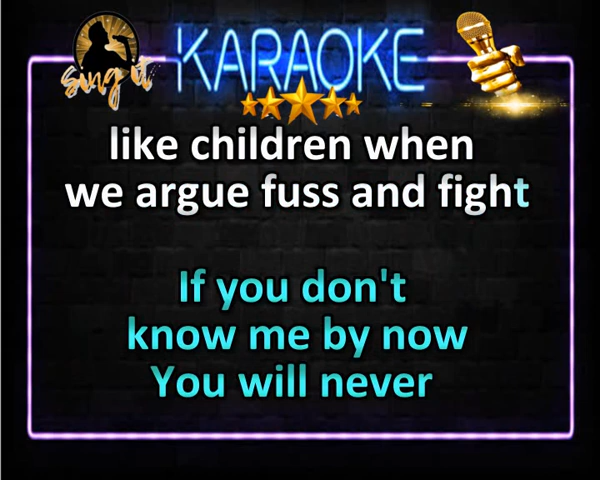 Sing it KARAOKE
like children when
we argue fuss and fight
If you don't
know me by now
You will never